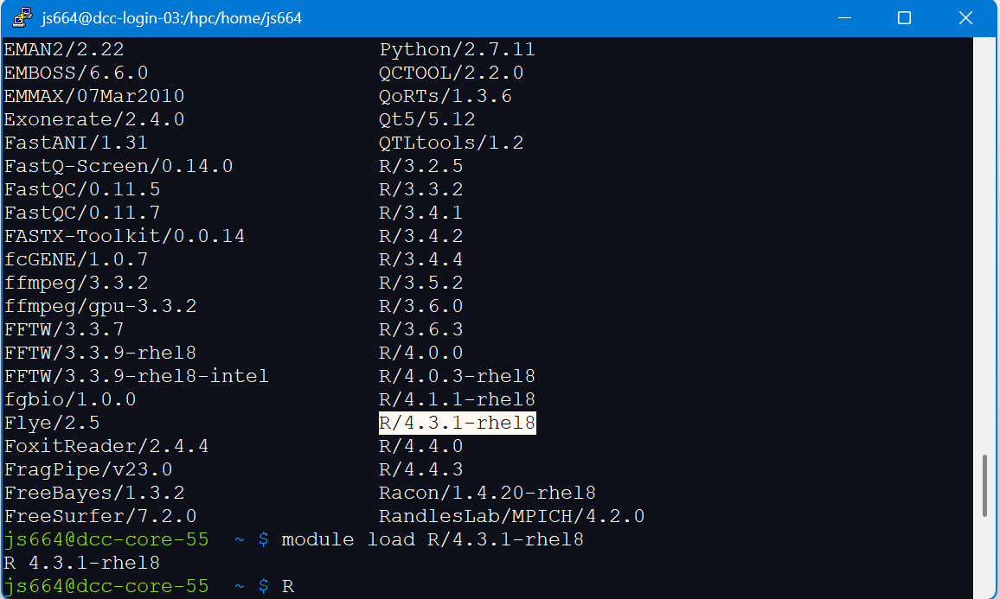 js664@dcc-login-03:/hpc/home/js664
EMAN2/2.22 Python/2.7.11
EMBOSS/6.6.0 QCTOOL/2.2.0
EMMAX/07Mar2010 QoRTs/1.3.6
Exonerate/2.4.0 Qt5/5.12
FastANI/1.31 QTLtools/1.2
FastQ-Screen/0.14.0 R/3.2.5
FastQC/0.11.5 R/3.3.2
FastQC/0.11.7 R/3.4.1
FASTX-Toolkit/0.0.14 R/3.4.2
fcGENE/1.0.7 R/3.4.4
ffmpeg/3.3.2 R/3.5.2
ffmpeg/gpu-3.3.2 R/3.6.0
FFTW/3.3.7 R/3.6.3
FFTW/3.3.9-rhel8 R/4.0.0
FFTW/3.3.9-rhel8-intel R/4.0.3-rhel8
fgbio/1.0.0 R/4.1.1-rhel8
Flye/2.5 R/4.3.1-rhel8
FoxitReader/2.4.4 R/4.4.0
FragPipe/v23.0 R/4.4.3
FreeBayes/1.3.2 Racon/1.4.20-rhel8
FreeSurfer/7.2.0 RandlesLab/MPICH/4.2.0
js664@dcc-core-55 ~ $ module load R/4.3.1-rhel8
R 4.3.1-rhel8
js664@dcc-core-55 ~ $ R